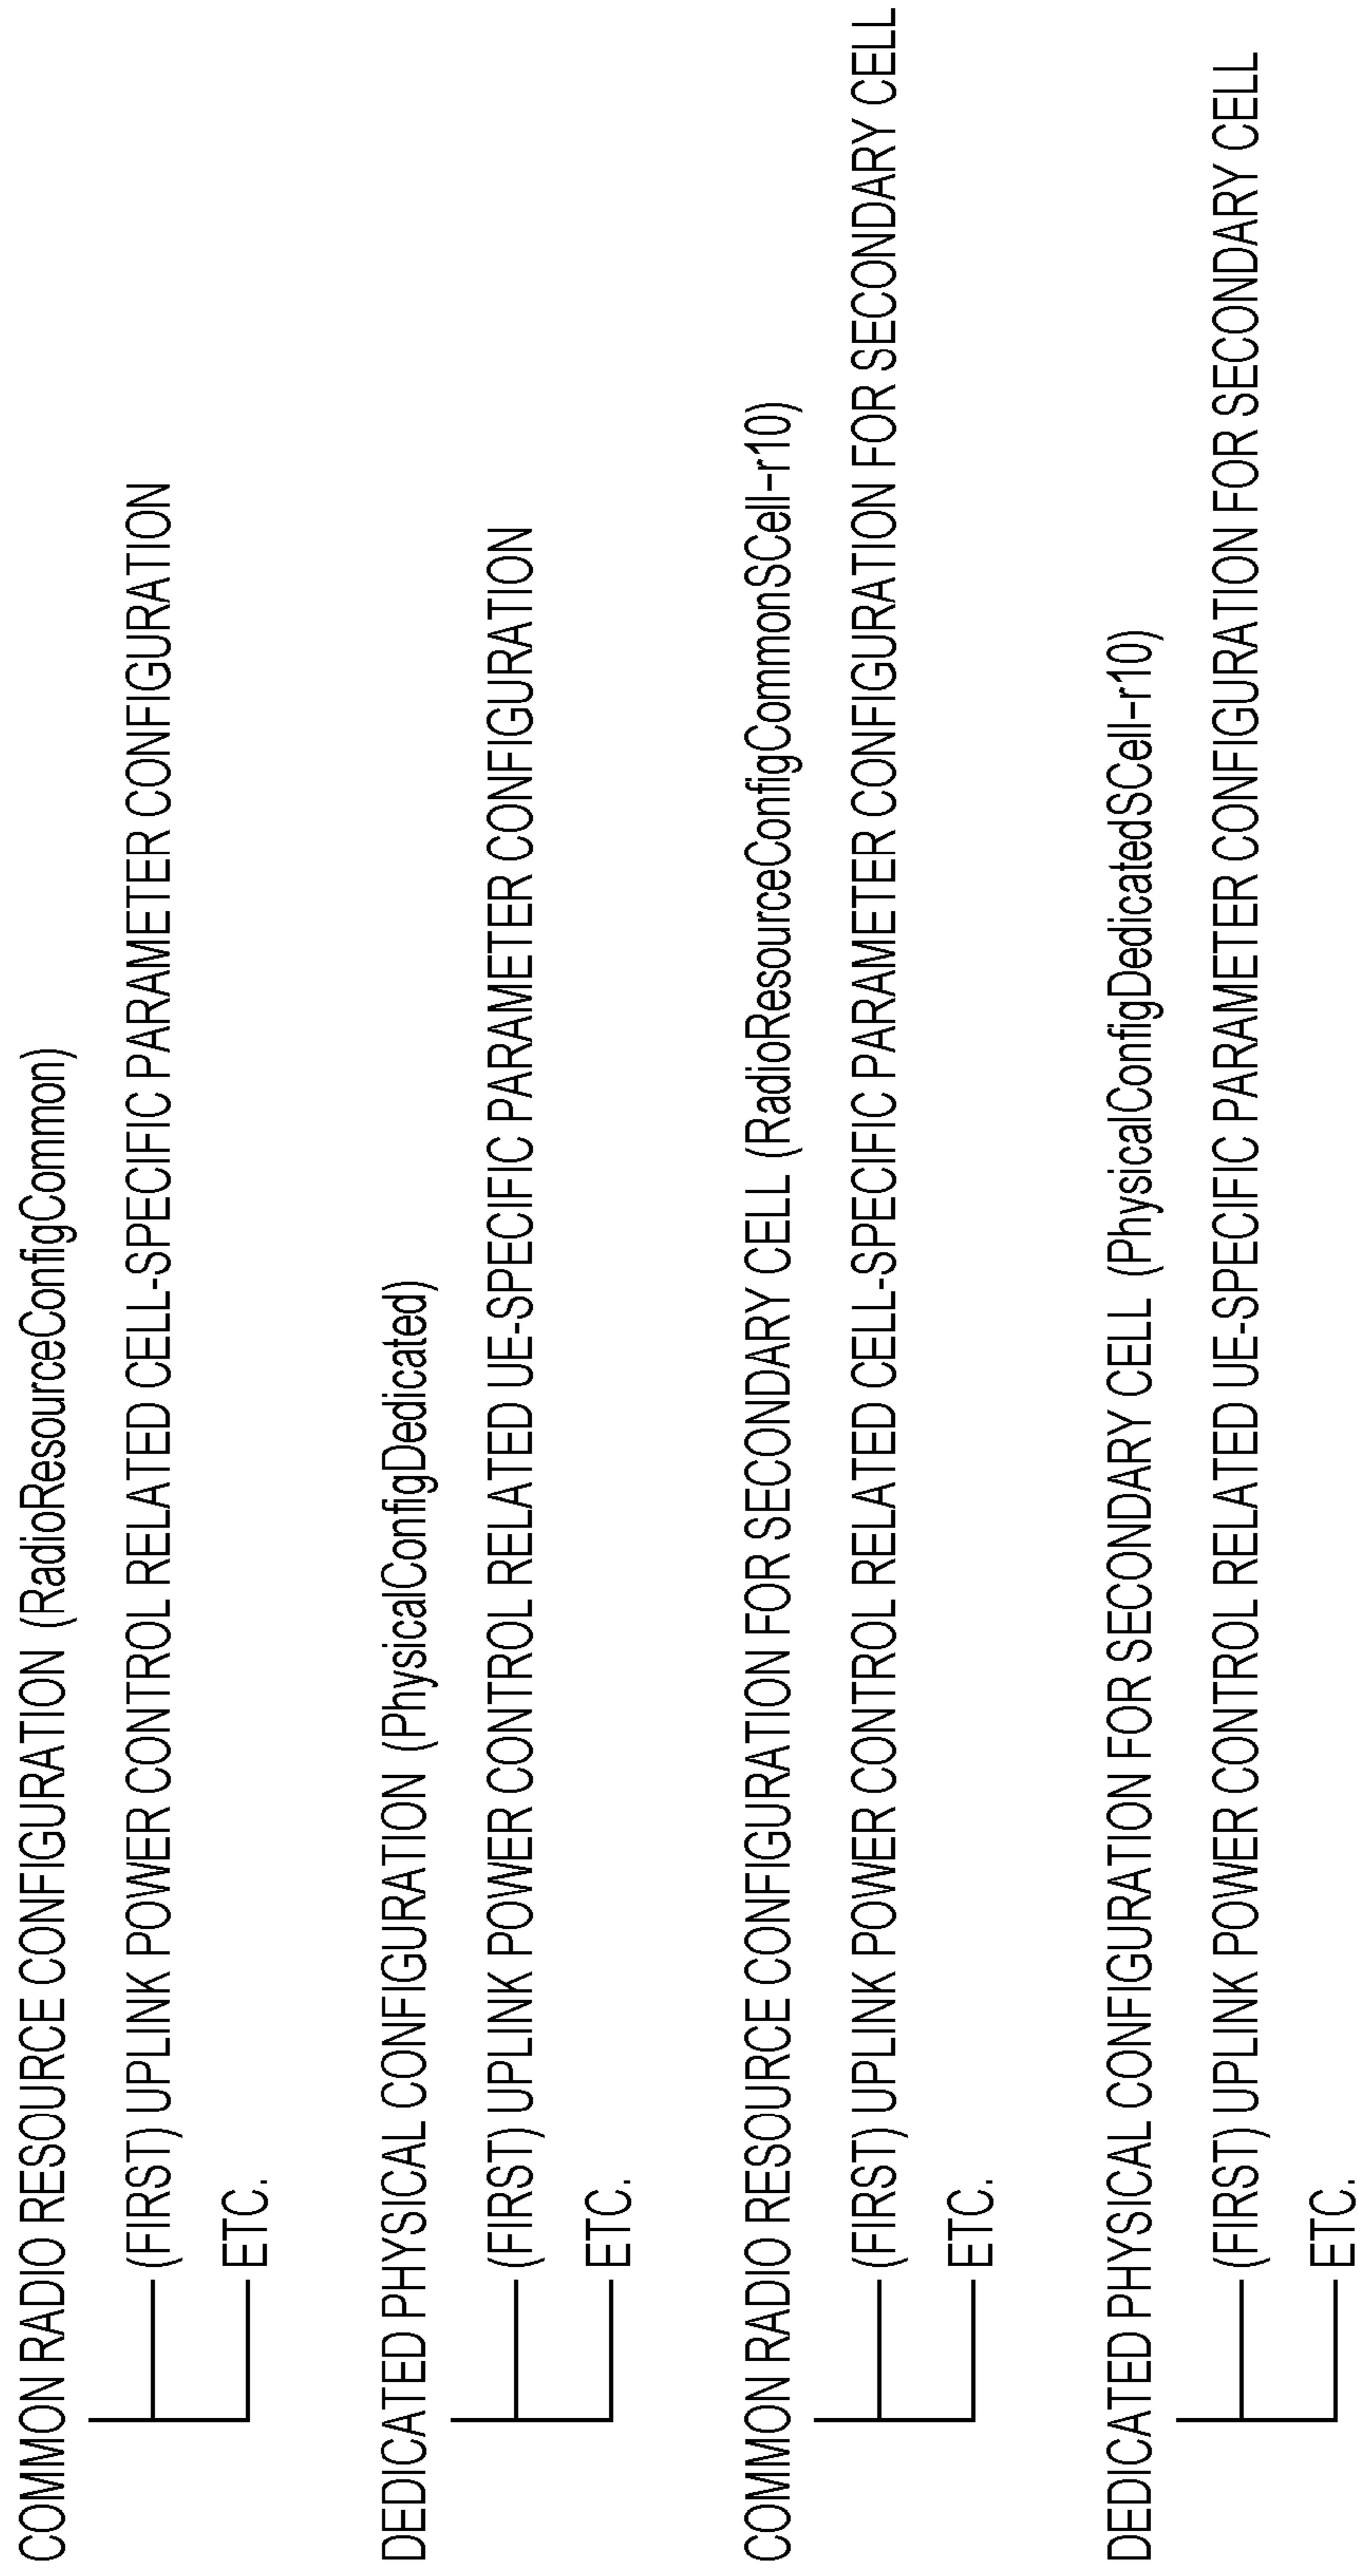 COMMON RADIO RESOURCE CONFIGURATION (RadioResourceConfigCommon)
(FIRST) UPLINK POWER CONTROL RELATED CELL-SPECIFIC PARAMETER CONFIGURATION
ETC.
DEDICATED PHYSICAL CONFIGURATION (PhysicalConfigDedicated)
(FIRST) UPLINK POWER CONTROL RELATED UE-SPECIFIC PARAMETER CONFIGURATION
ETC.
COMMON RADIO RESOURCE CONFIGURATION FOR SECONDARY CELL (RadioResourceConfigCommonSCell-r10)
(FIRST) UPLINK POWER CONTROL RELATED CELL-SPECIFIC PARAMETER CONFIGURATION FOR SECONDARY CELL
ETC.
DEDICATED PHYSICAL CONFIGURATION FOR SECONDARY CELL (PhysicalConfigDedicatedSCell-r10)
(FIRST) UPLINK POWER CONTROL RELATED UE-SPECIFIC PARAMETER CONFIGURATION FOR SECONDARY CELL
ETC.